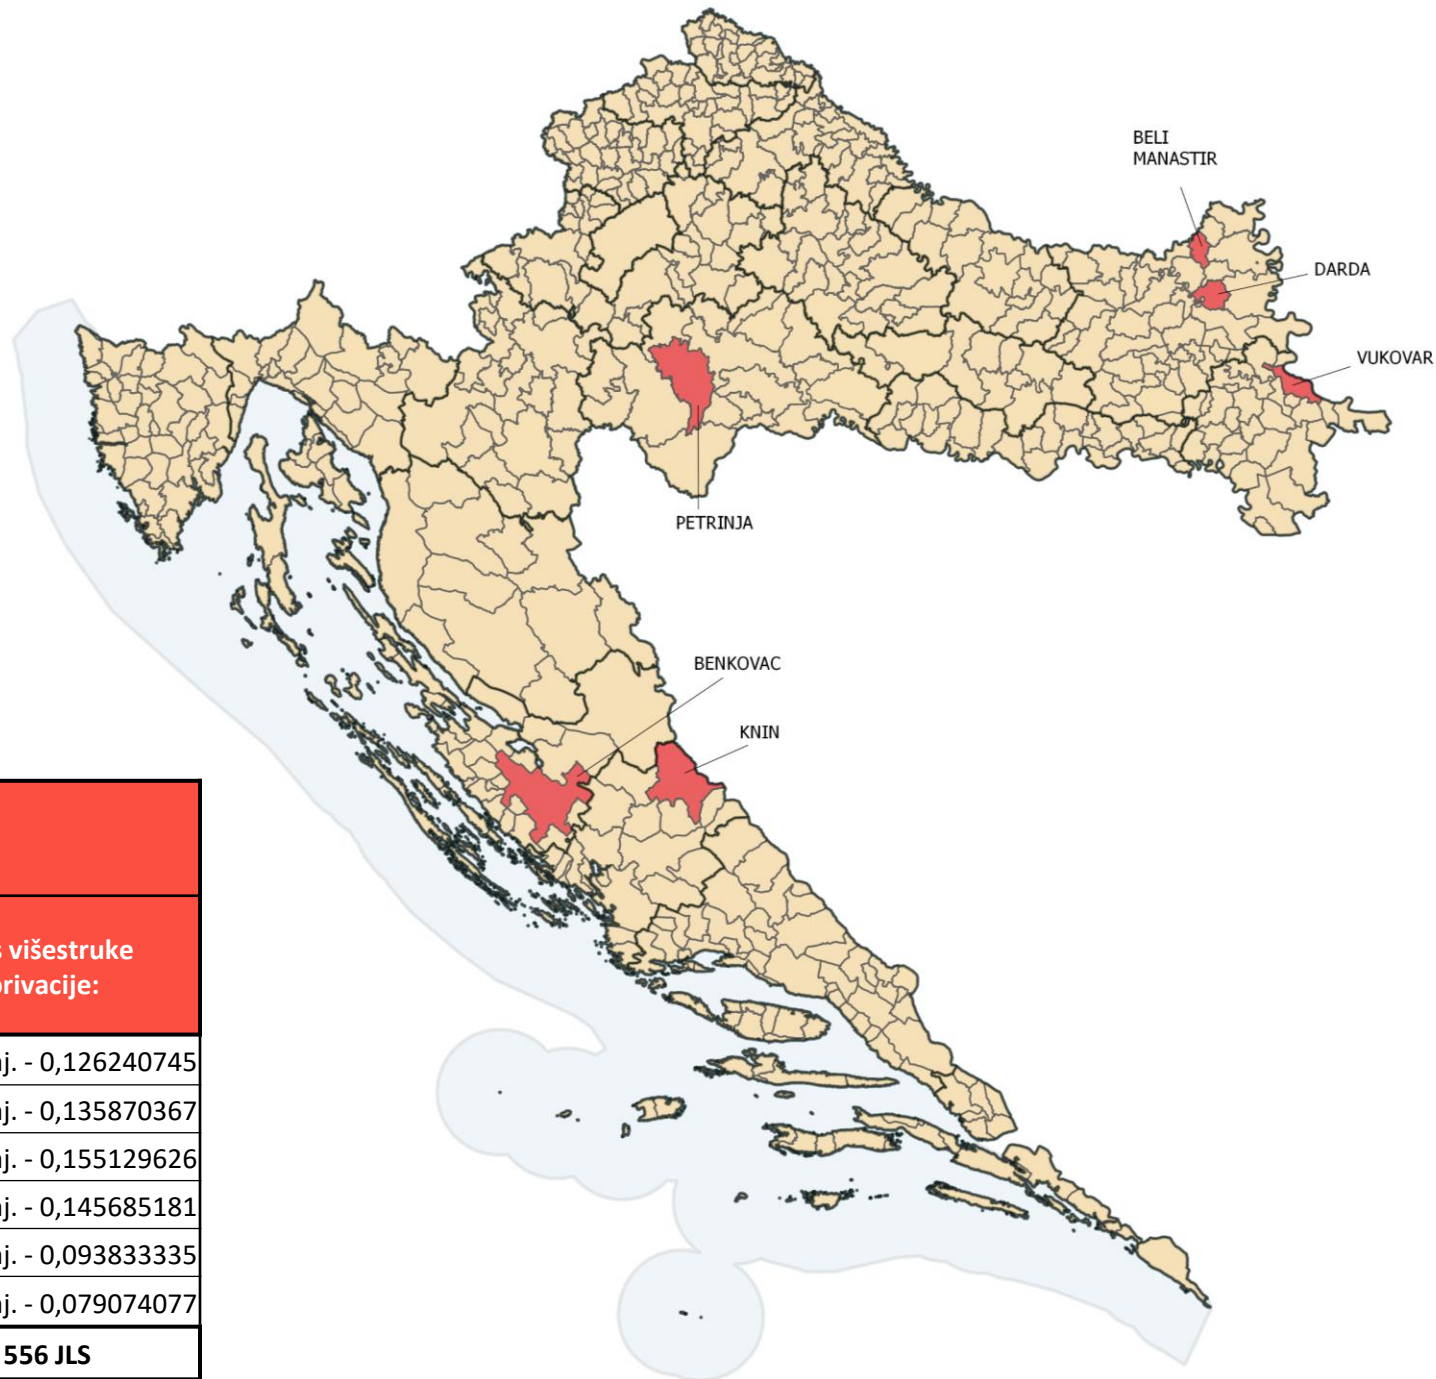 BELI
MANASTIR
DARDA
VUKOVAR
PETRINJA
BENKOVAC
KNIN
višestruke
privacije:
j. - 0,126240745
j. - 0,135870367
j. - 0,155129626
j. - 0,145685181
j. - 0,093833335
j. - 0,079074077
556 JLS